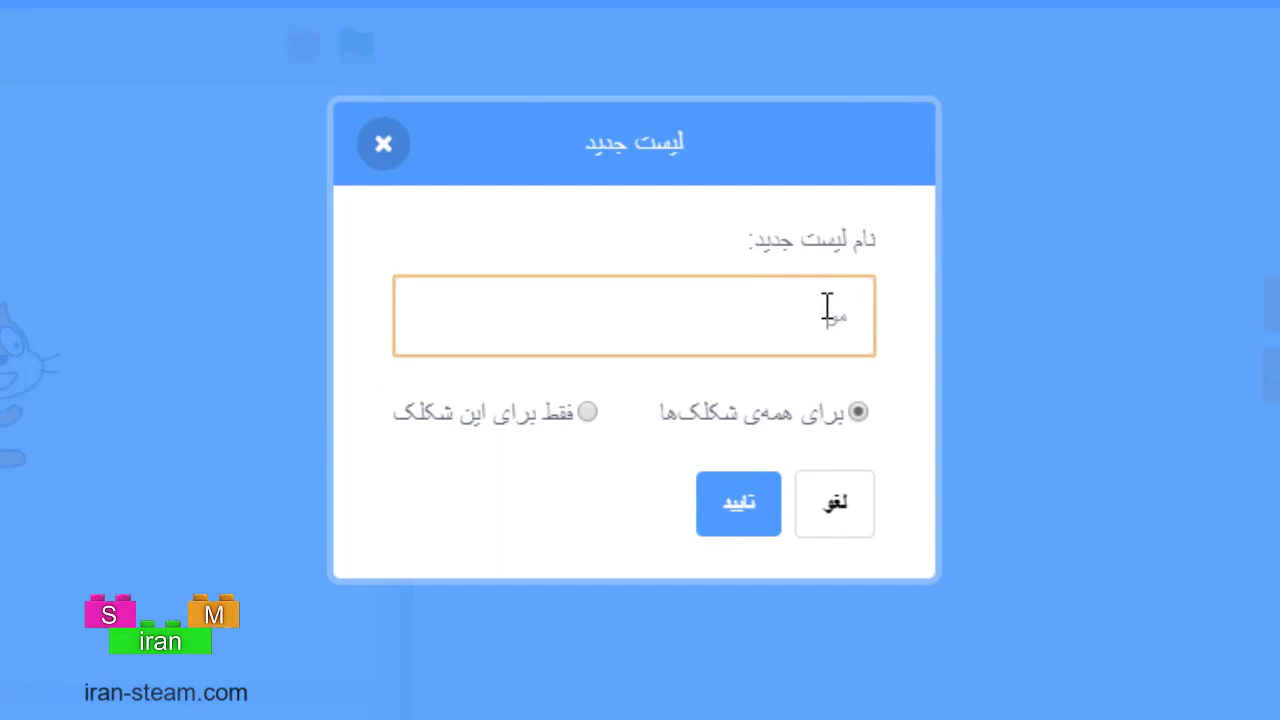 لیست جدید
نام لیست جدید:
مو
برای همه‌ی شکلک‌ها فقط برای این شکلک
لغو تایید
S M
iran
iran-steam.com